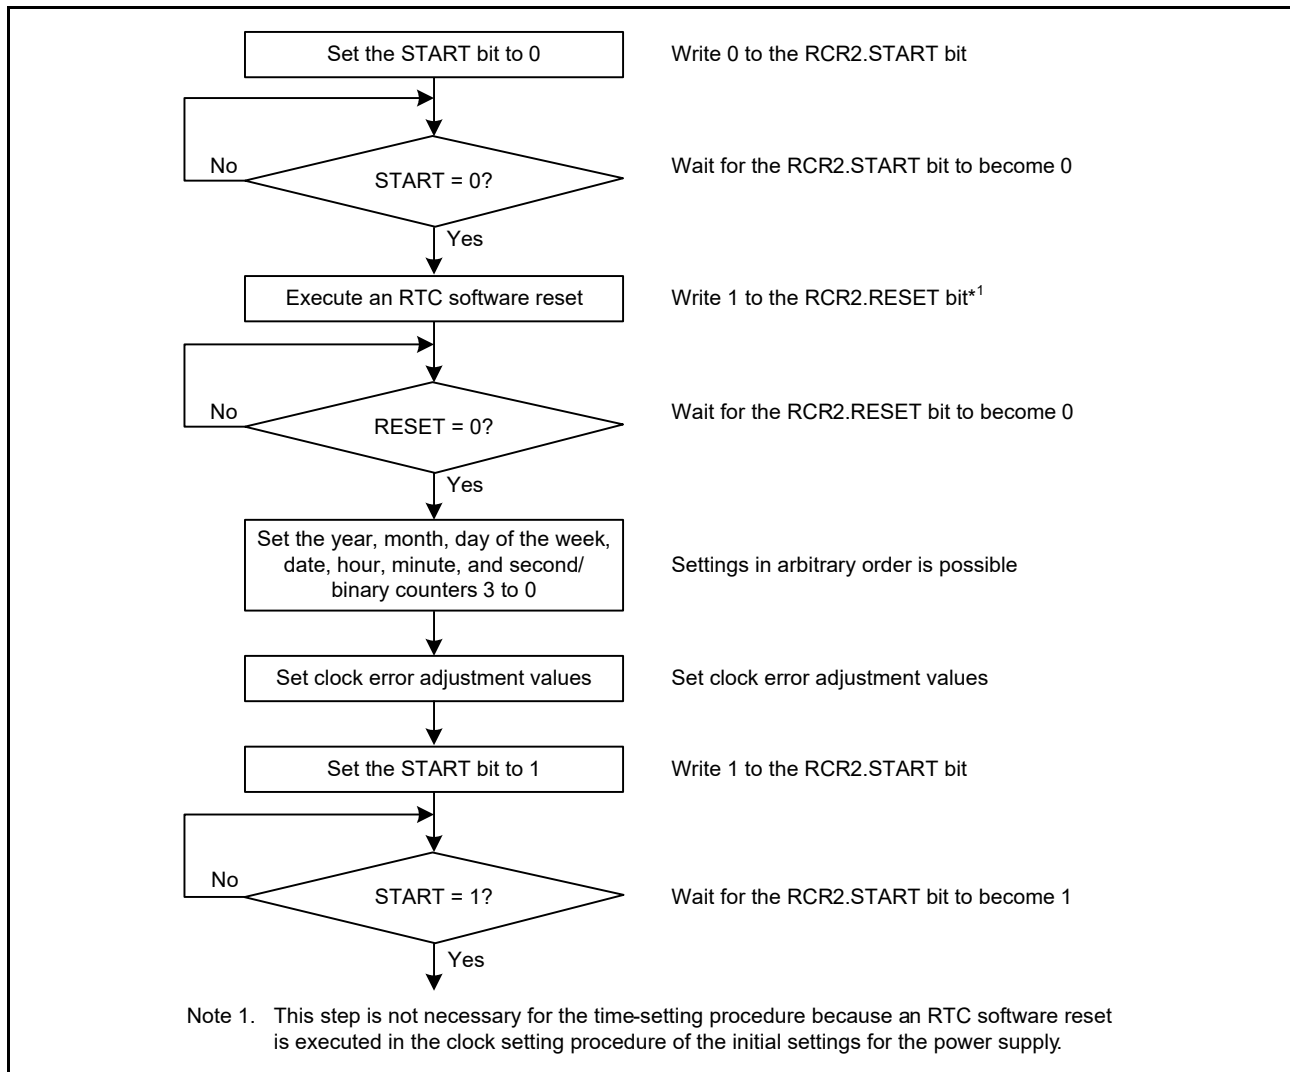 Set the START bit to 0
Write 0 to the RCR2.START bit
No
START = 0?
Wait for the RCR2.START bit to become 0
Yes
Execute an RTC software reset
Write 1 to the RCR2.RESET bit*1
No
RESET = 0?
Wait for the RCR2.RESET bit to become 0
Yes
Set the year, month, day of the week,
date, hour, minute, and second/
binary counters 3 to 0
Settings in arbitrary order is possible
Set clock error adjustment values
Set clock error adjustment values
Set the START bit to 1
Write 1 to the RCR2.START bit
No
START = 1?
Wait for the RCR2.START bit to become 1
Yes
Note 1. This step is not necessary for the time-setting procedure because an RTC software reset
is executed in the clock setting procedure of the initial settings for the power supply.